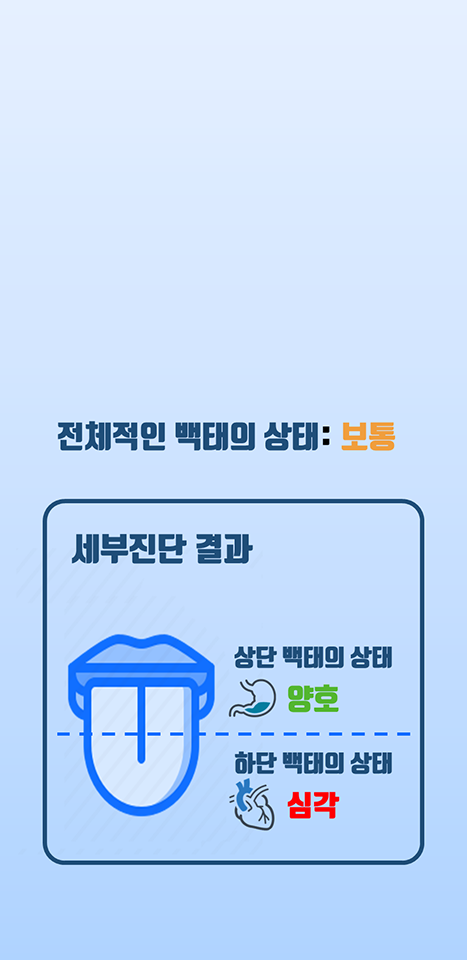 전체적인 백태의 상태: 보통
세부진단 결과
상단 백태의 상태
양호
하단 백태의 상태
심각